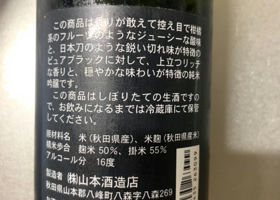 この商品は香りが敢えて控え目で柑橘
系のフルーツのようなジューシーな酸味
と、日本刀のような鋭い切れ味が特徴の
ピュアブラックに対して、上立つリッチ
な香りと、穏やかな味わいが特徴の純米
吟醸です。
この商品はしぼりたての生酒ですの
で、お飲みになるまでは冷蔵庫にて保管
してください。
原材料名 米(秋田県産)、米麹(秋田県産)
精米歩合 麹米50%、掛米55%
アルコール分 16度
製造者 ㈱山本酒造店
秋田県山本郡八峰町八森字八森269